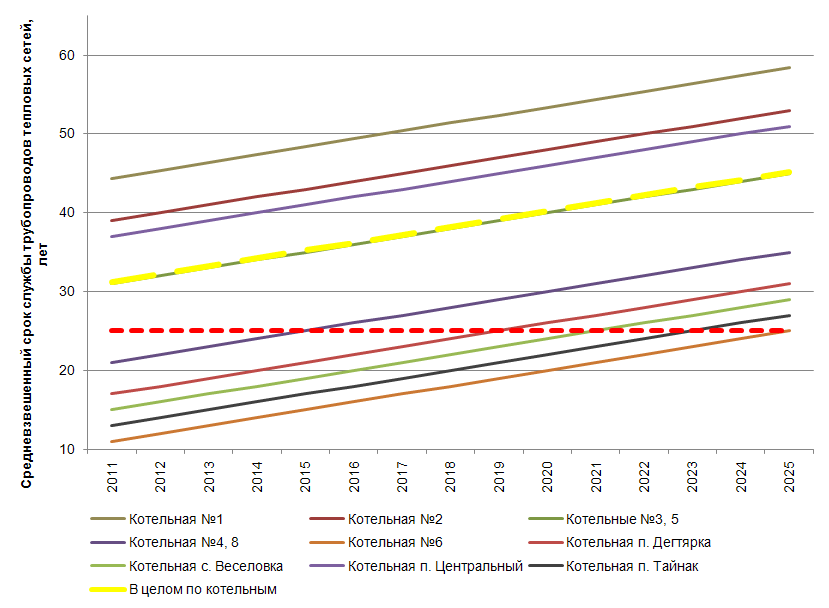 Средневзвешенный срок службы трубопроводов тепловых сетей,
лет
60
50
40
30
20
10
2011 2012 2013 2014 2015 2016 2017 2018 2019 2020 2021 2022 2023 2024 2025
Котельная №1 Котельная №2 Котельные №3, 5
Котельная №4, 8 Котельная №6 Котельная п. Дегтярка
Котельная с. Веселовка Котельная п. Центральный Котельная п. Тайнак
В целом по котельным